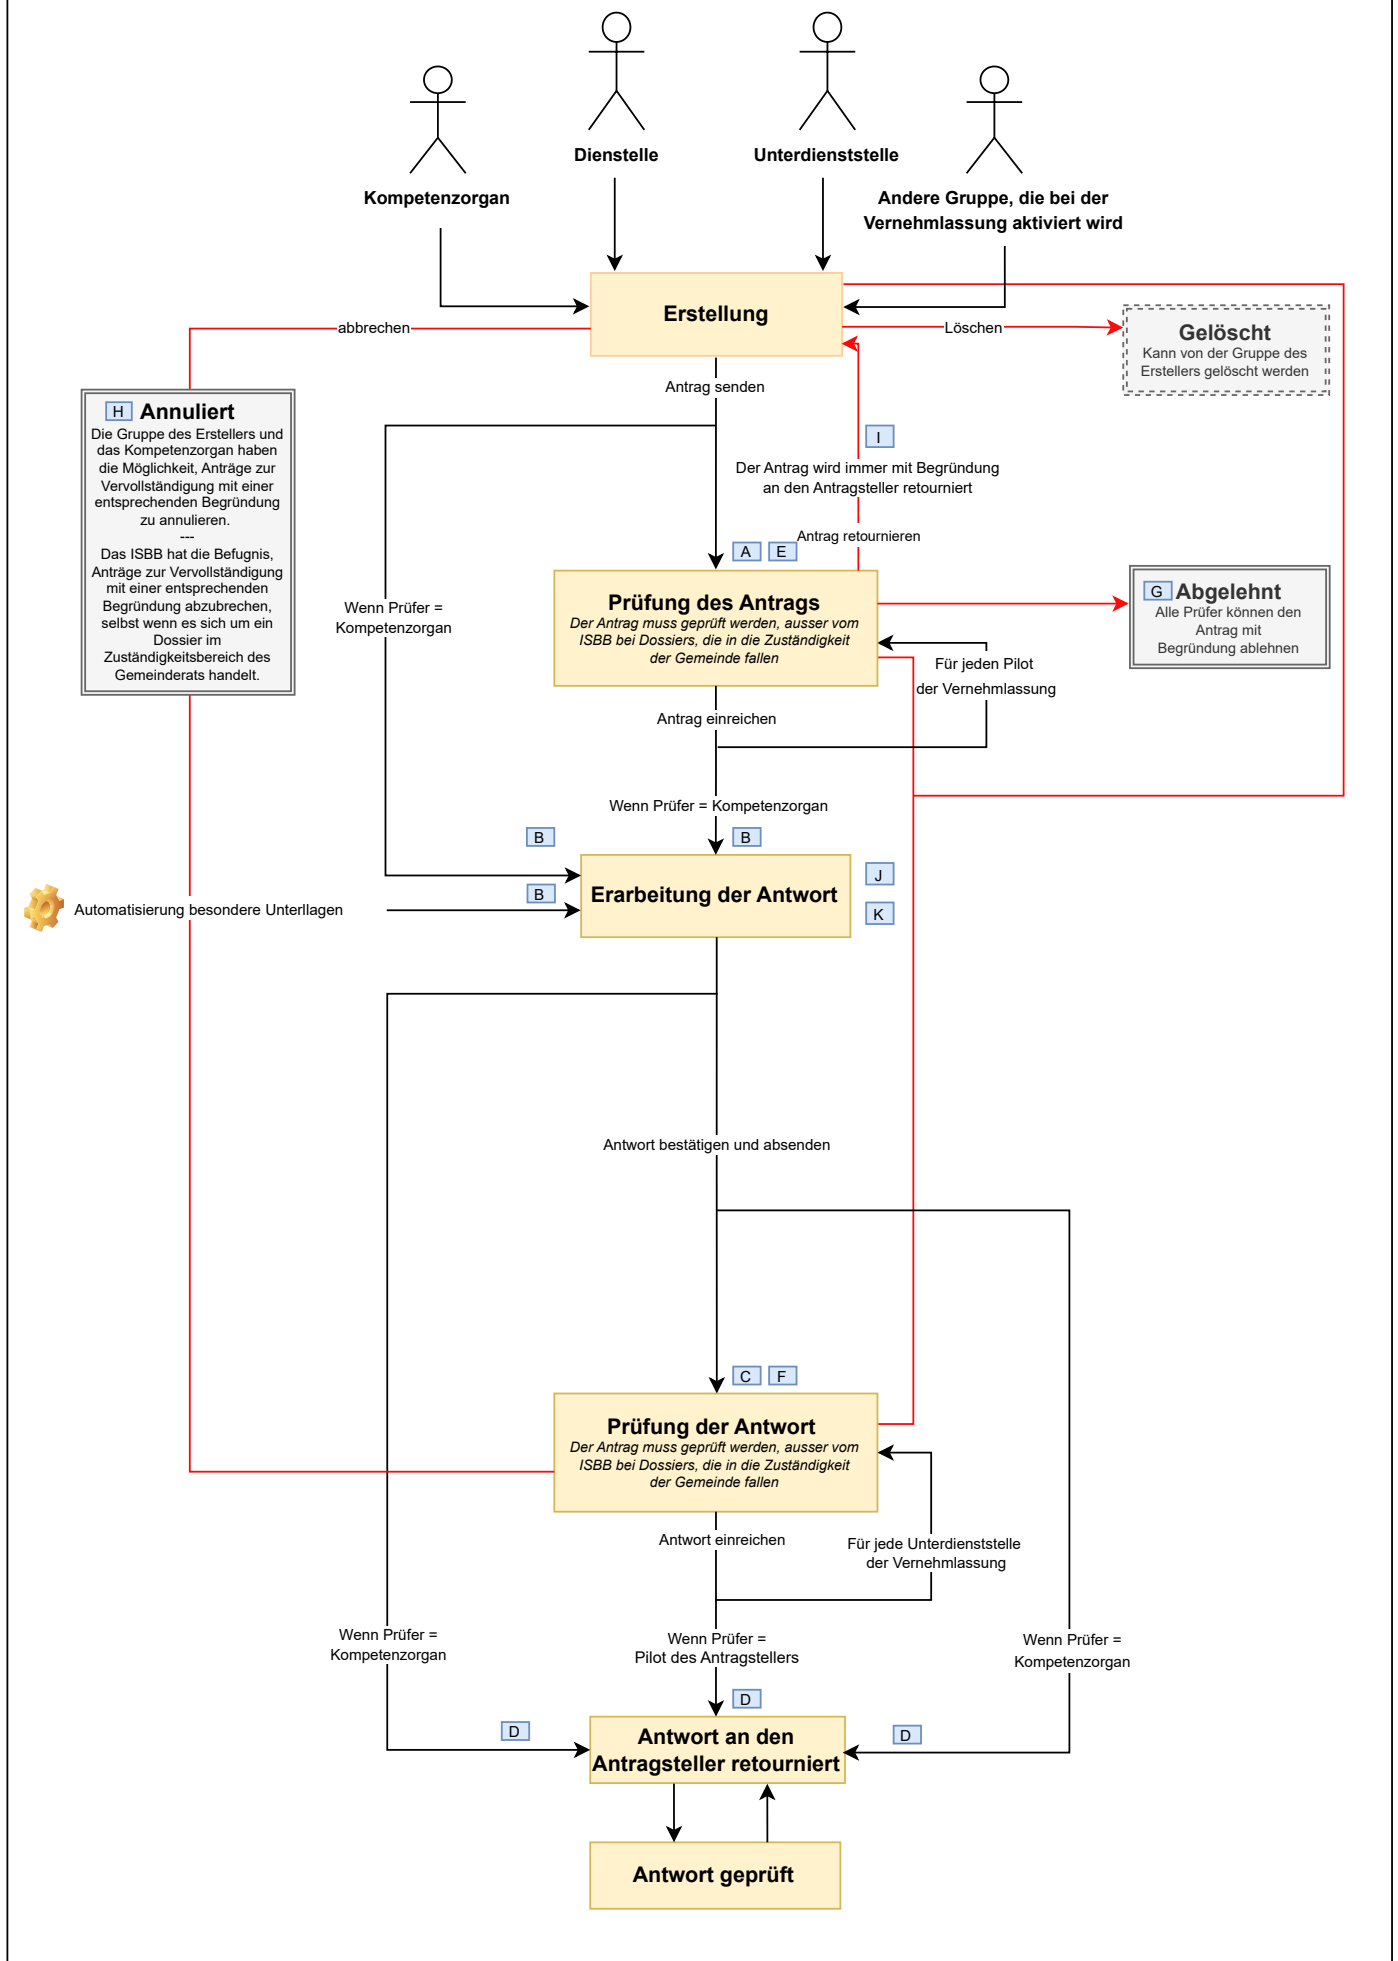 Dienstelle
Unterdienststelle
Kompetenzorgan
Andere Gruppe, die bei der
Vernehmlassung aktiviert wird
Erstellung
abbrechen
Löschen
Gelöscht
Kann von der Gruppe des
Erstellers gelöscht werden
Antrag senden
H Annuliert
Die Gruppe des Erstellers und
das Kompetenzorgan haben
die Möglichkeit, Anträge zur
Vervollständigung mit einer
entsprechenden Begründung
zu annulieren.
---
Das ISBB hat die Befugnis,
Anträge zur Vervollständigung
mit einer entsprechenden
Begründung abzubrechen,
selbst wenn es sich um ein
Dossier im
Zuständigkeitsbereich des
Gemeinderats handelt.
I
Der Antrag wird immer mit Begründung
an den Antragsteller retourniert
Antrag retournieren
A E
Wenn Prüfer =
Kompetenzorgan
Prüfung des Antrags
Der Antrag muss geprüft werden, ausser vom
ISBB bei Dossiers, die in die Zuständigkeit
der Gemeinde fallen
G Abgelehnt
Alle Prüfer können den
Antrag mit
Begründung ablehnen
Für jeden Pilot
der Vernehmlassung
Antrag einreichen
Wenn Prüfer = Kompetenzorgan
B
B
Erarbeitung der Antwort
J
K
B
Automatisierung besondere Unterllagen
Antwort bestätigen und absenden
C F
Prüfung der Antwort
Der Antrag muss geprüft werden, ausser vom
ISBB bei Dossiers, die in die Zuständigkeit
der Gemeinde fallen
Antwort einreichen
Für jede Unterdienststelle
der Vernehmlassung
Wenn Prüfer =
Kompetenzorgan
Wenn Prüfer =
Pilot des Antragstellers
Wenn Prüfer =
Kompetenzorgan
D
D
D
Antwort an den
Antragsteller retourniert
Antwort geprüft